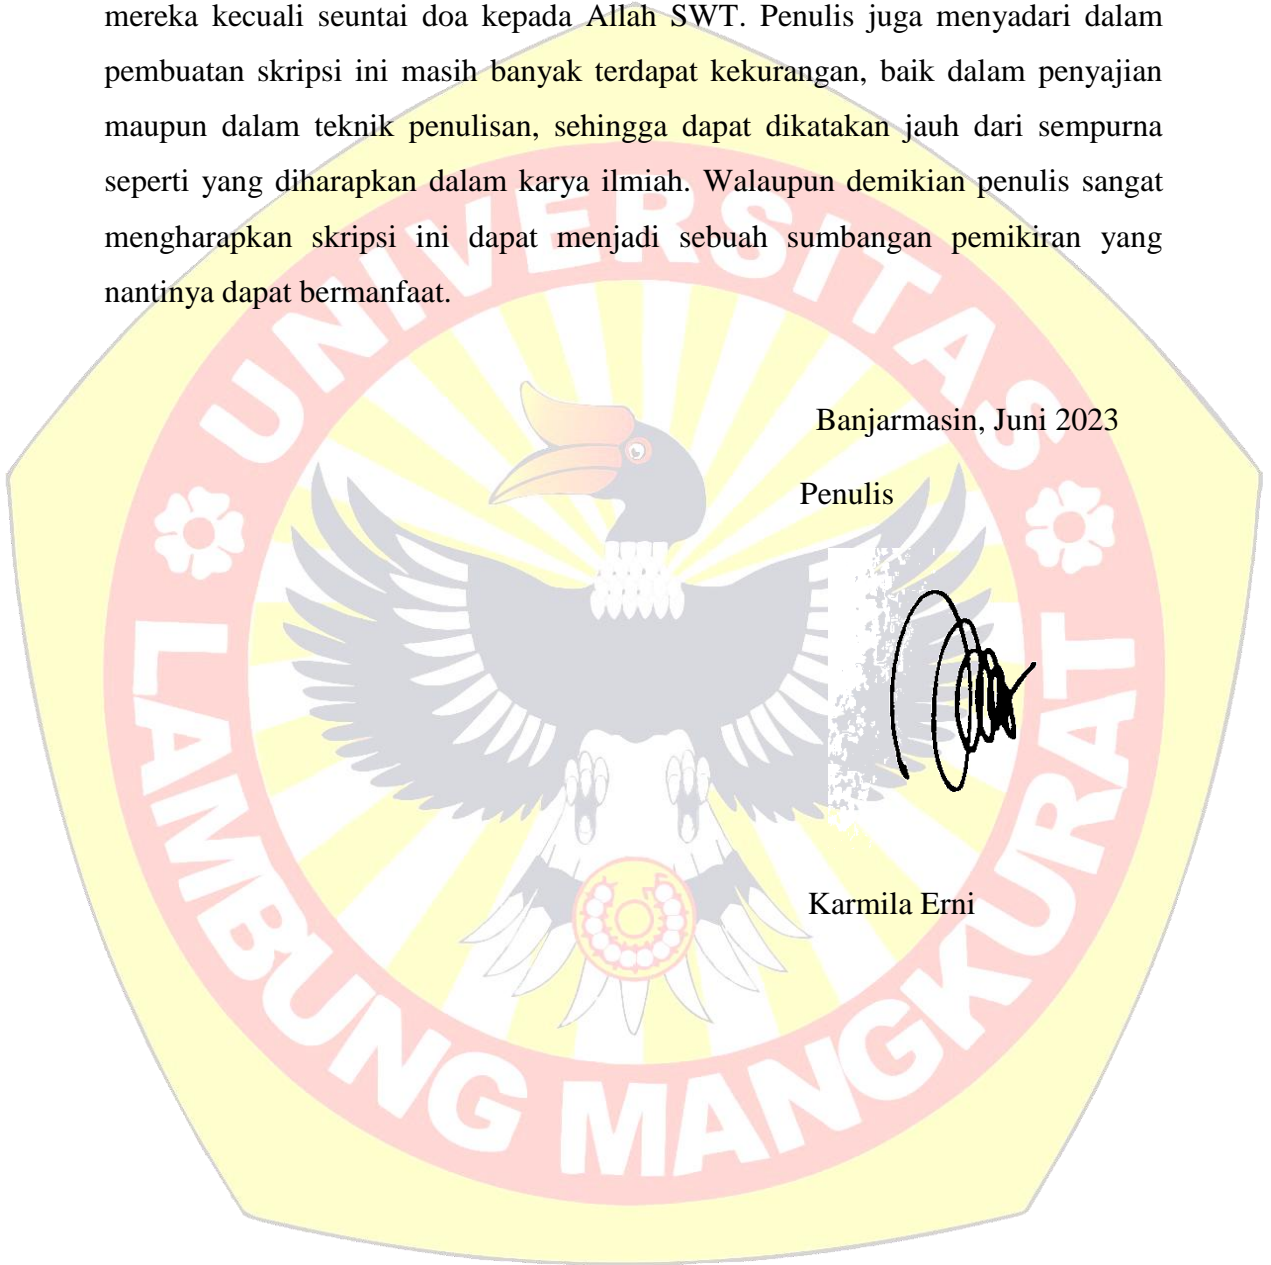 mereka kecuali seuntai doa kepada Allah SWT. Penulis juga menyadari dalam
pembuatan skripsi ini masih banyak terdapat kekurangan, baik dalam penyajian
maupun dalam teknik penulisan, sehingga dapat dikatakan jauh dari sempurna
seperti yang diharapkan dalam karya ilmiah. Walaupun demikian penulis sangat
mengharapkan skripsi ini dapat menjadi sebuah sumbangan pemikiran yang
nantinya dapat bermanfaat.
Banjarmasin, Juni 2023
Penulis
Karmila Erni
UNIVERSITAS
LAMBUNG MANGKURAT